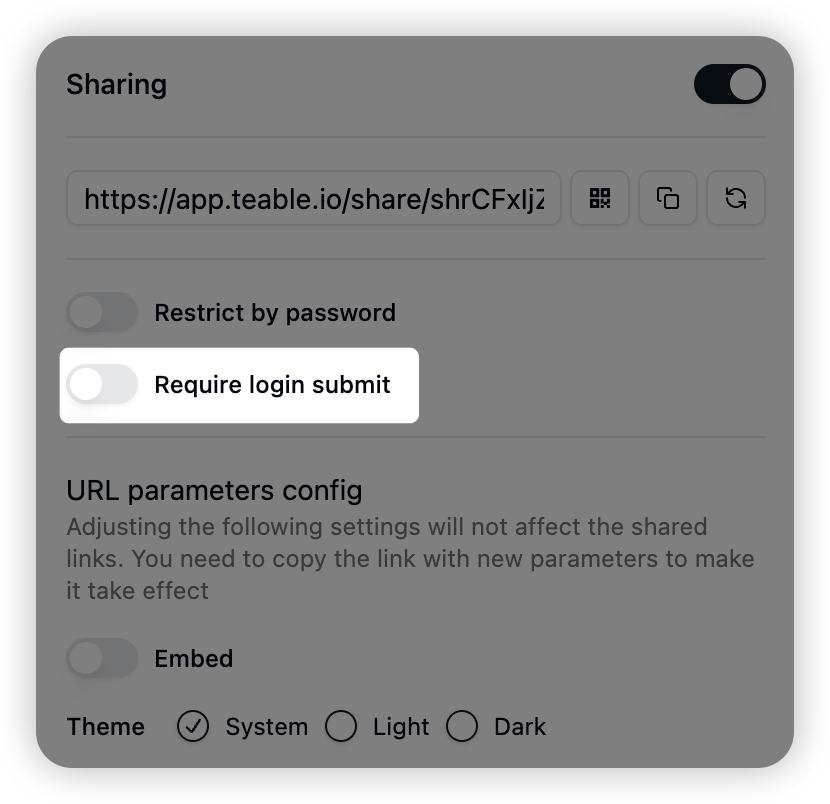 Sharing
https://app.teable.io/share/shrCFxljZ
Restrict by password
Require login submit
URL parameters config
Adjusting the following settings will not affect the shared
links. You need to copy the link with new parameters to make
it take effect
Embed
Theme System Light Dark